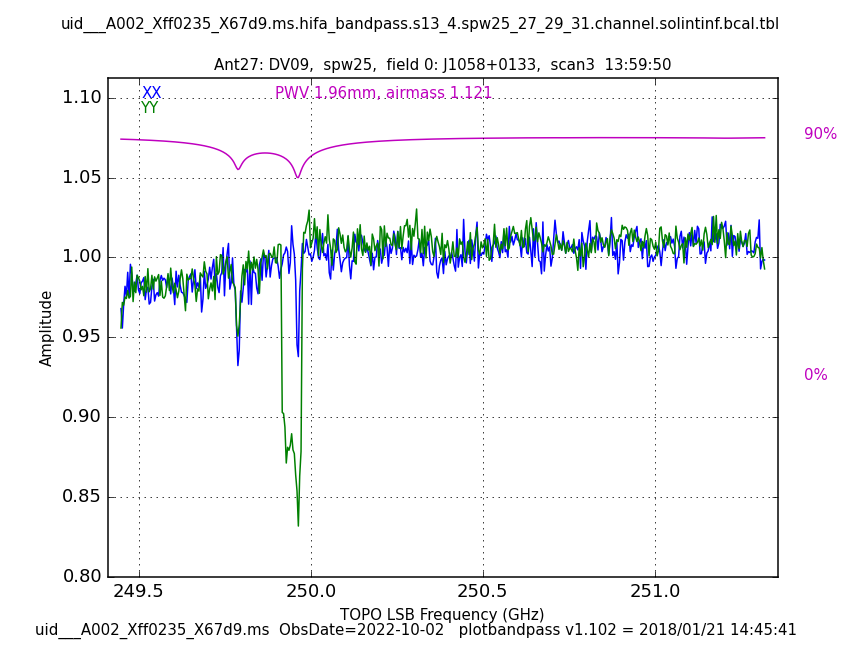 uid___A002_Xff0235_X67d9.ms.hifa_bandpass.s13_4.spw25_27_29_31.channel.solintinf.bcal.tbl
Ant27: DV09,  spw25,  field 0: J1058+0133,  scan3  13:59:50
XX
YY
PWV 1.96mm, airmass 1.121
90%
0%
1.10
1.05
1.00
0.95
0.90
0.85
0.80
Amplitude
249.5 250.0 250.5 251.0
TOPO LSB Frequency (GHz)
uid___A002_Xff0235_X67d9.ms  ObsDate=2022-10-02   plotbandpass v1.102 = 2018/01/21 14:45:41